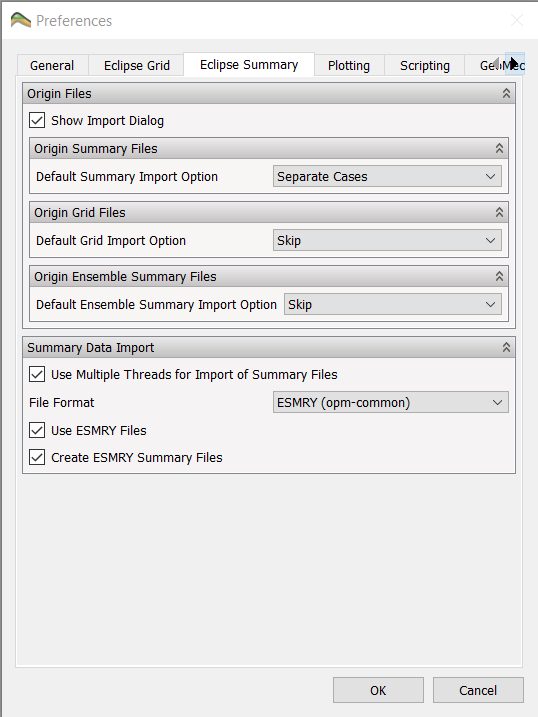 Preferences
General Eclipse Grid Eclipse Summary Plotting Scripting
Origin Files
Show Import Dialog
Origin Summary Files
Default Summary Import Option Separate Cases
Origin Grid Files
Default Grid Import Option Skip
Origin Ensemble Summary Files
Default Ensemble Summary Import Option Skip
Summary Data Import
Use Multiple Threads for Import of Summary Files
File Format ESMRY (opm-common)
Use ESMRY Files
Create ESMRY Summary Files
OK Cancel